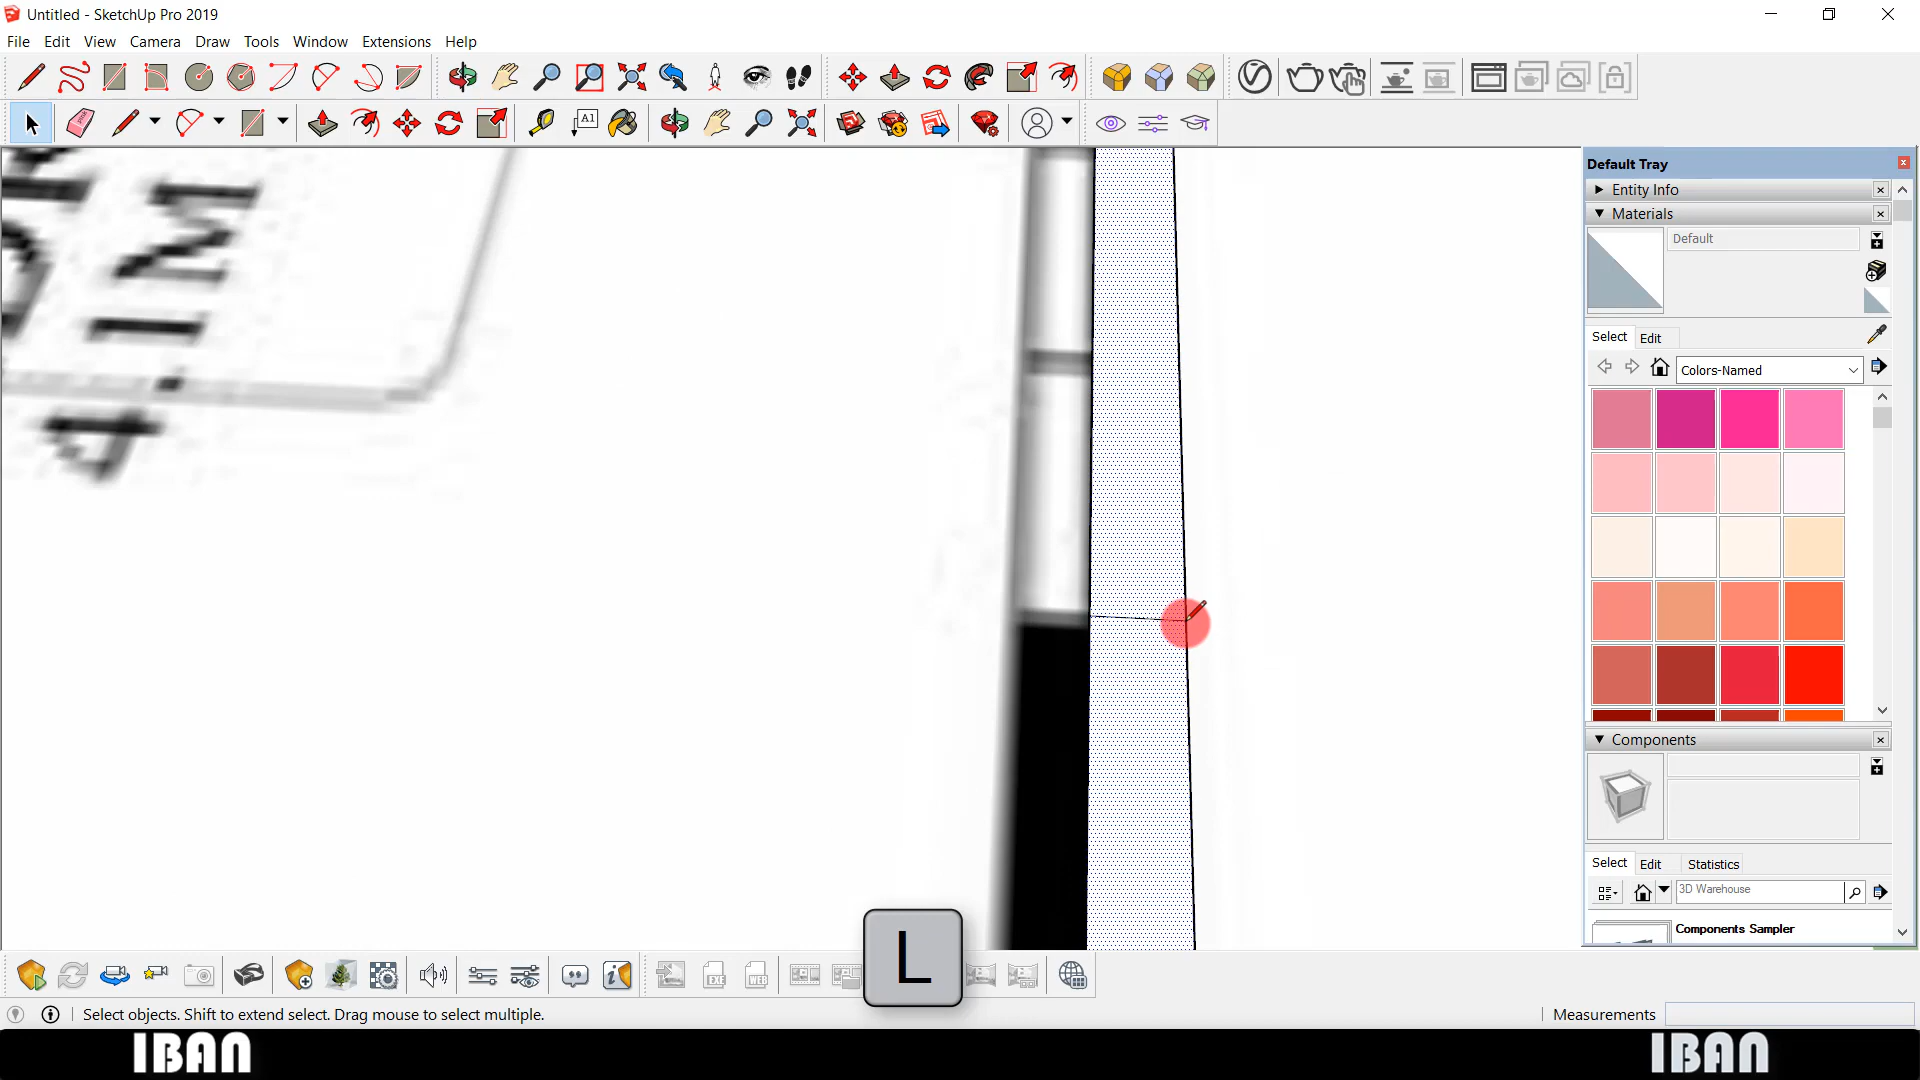 Untitled - SketchUp Pro 2019
File Edit View Camera Draw Tools Window Extensions Help
A1
Default Tray
Entity Info
Materials
Default
Select Edit
Colors-Named
Components
Select Edit Statistics
3D Warehouse
Components Sampler
L
Select objects. Shift to extend select. Drag mouse to select multiple.
Measurements
IBAN IBAN